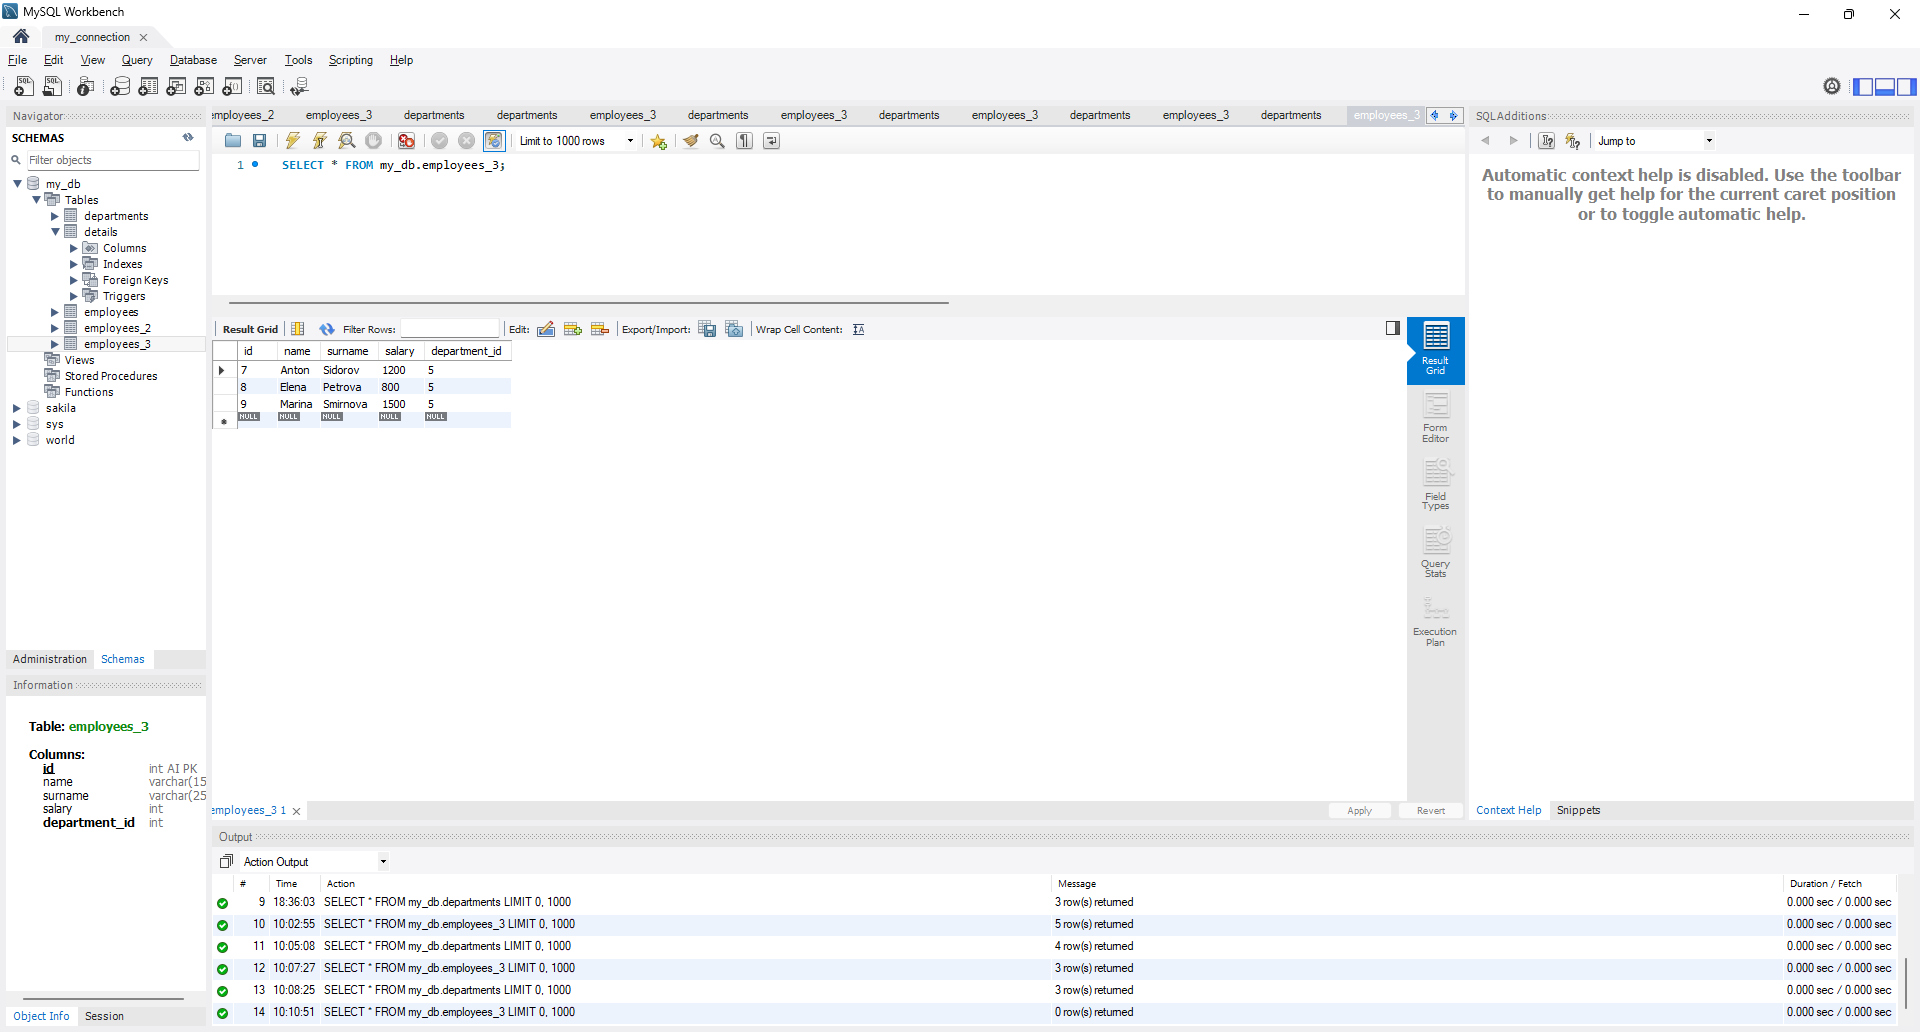 MySQL Workbench
my_connection
File Edit View Query Database Server Tools Scripting Help
Navigator
SCHEMAS
Filter objects
my_db
Tables
departments
details
Columns
Indexes
Foreign Keys
Triggers
employees
employees_2
employees_3
Views
Stored Procedures
Functions
sakila
sys
world
Administration Schemas
Information
Table: employees_3
Columns:
id int AI PK
name varchar(15
surname varchar(25
salary int
department_id int
Object Info Session
mployees_2 employees_3 departments departments employees_3 departments employees_3 departments employees_3 departments employees_3 departments employees_3
Limit to 1000 rows
1 SELECT * FROM my_db.employees_3;
Result Grid Filter Rows: Edit: Export/Import: Wrap Cell Content:
id name surname salary department_id
7 Anton Sidorov 1200 5
8 Elena Petrova 800 5
9 Marina Smirnova 1500 5
NULL NULL NULL NULL NULL
Result
Grid
Form
Editor
Field
Types
Query
Stats
Execution
Plan
employees_3 1 Apply Revert
SQLAdditions
Jump to
Automatic context help is disabled. Use the toolbar
to manually get help for the current caret position
or to toggle automatic help.
Context Help Snippets
Output
Action Output
# Time Action Message Duration / Fetch
9 18:36:03 SELECT * FROM my_db.departments LIMIT 0, 1000 3 row(s) returned 0.000 sec / 0.000 sec
10 10:02:55 SELECT * FROM my_db.employees_3 LIMIT 0, 1000 5 row(s) returned 0.000 sec / 0.000 sec
11 10:05:08 SELECT * FROM my_db.departments LIMIT 0, 1000 4 row(s) returned 0.000 sec / 0.000 sec
12 10:07:27 SELECT * FROM my_db.employees_3 LIMIT 0, 1000 3 row(s) returned 0.000 sec / 0.000 sec
13 10:08:25 SELECT * FROM my_db.departments LIMIT 0, 1000 3 row(s) returned 0.000 sec / 0.000 sec
14 10:10:51 SELECT * FROM my_db.employees_3 LIMIT 0, 1000 0 row(s) returned 0.000 sec / 0.000 sec